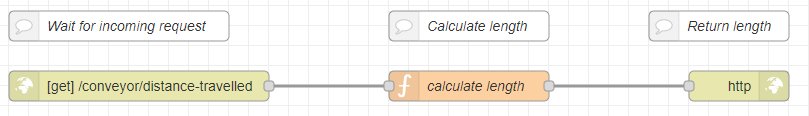 Wait for incoming request
Calculate length
Return length
[get] /conveyor/distance-travelled
calculate length
http